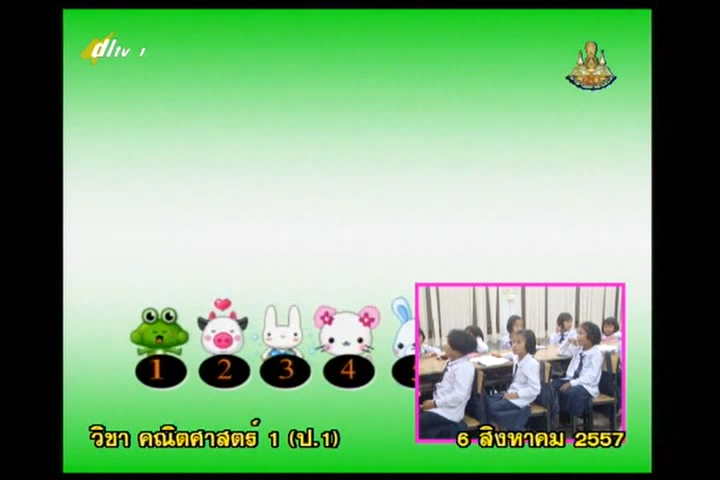 dltv 1
1 2 3 4
วิชา คณิตศาสตร์ 1 (ป.1)
6 สิงหาคม 2557